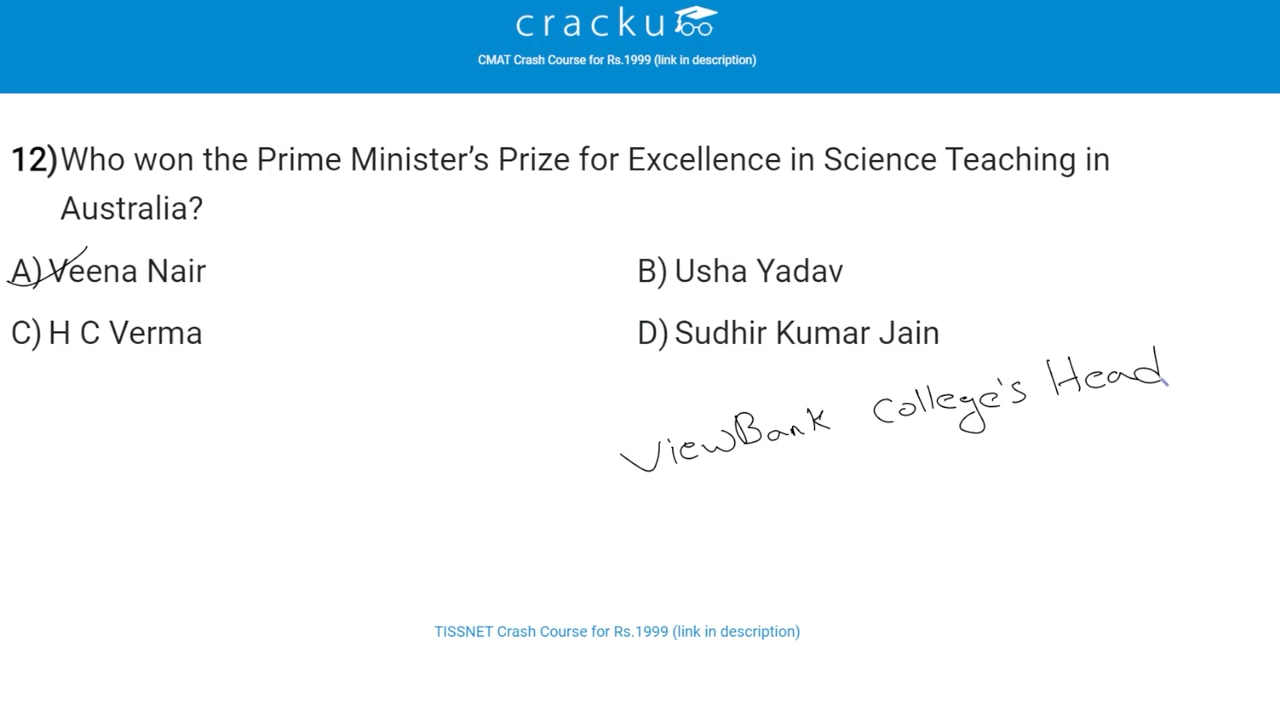 cracku
CMAT Crash Course for Rs.1999 (link in description)
12) Who won the Prime Minister’s Prize for Excellence in Science Teaching in
Australia?
A) Veena Nair
B) Usha Yadav
C) H C Verma
D) Sudhir Kumar Jain
ViewBank College's Head
TISSNET Crash Course for Rs.1999 (link in description)